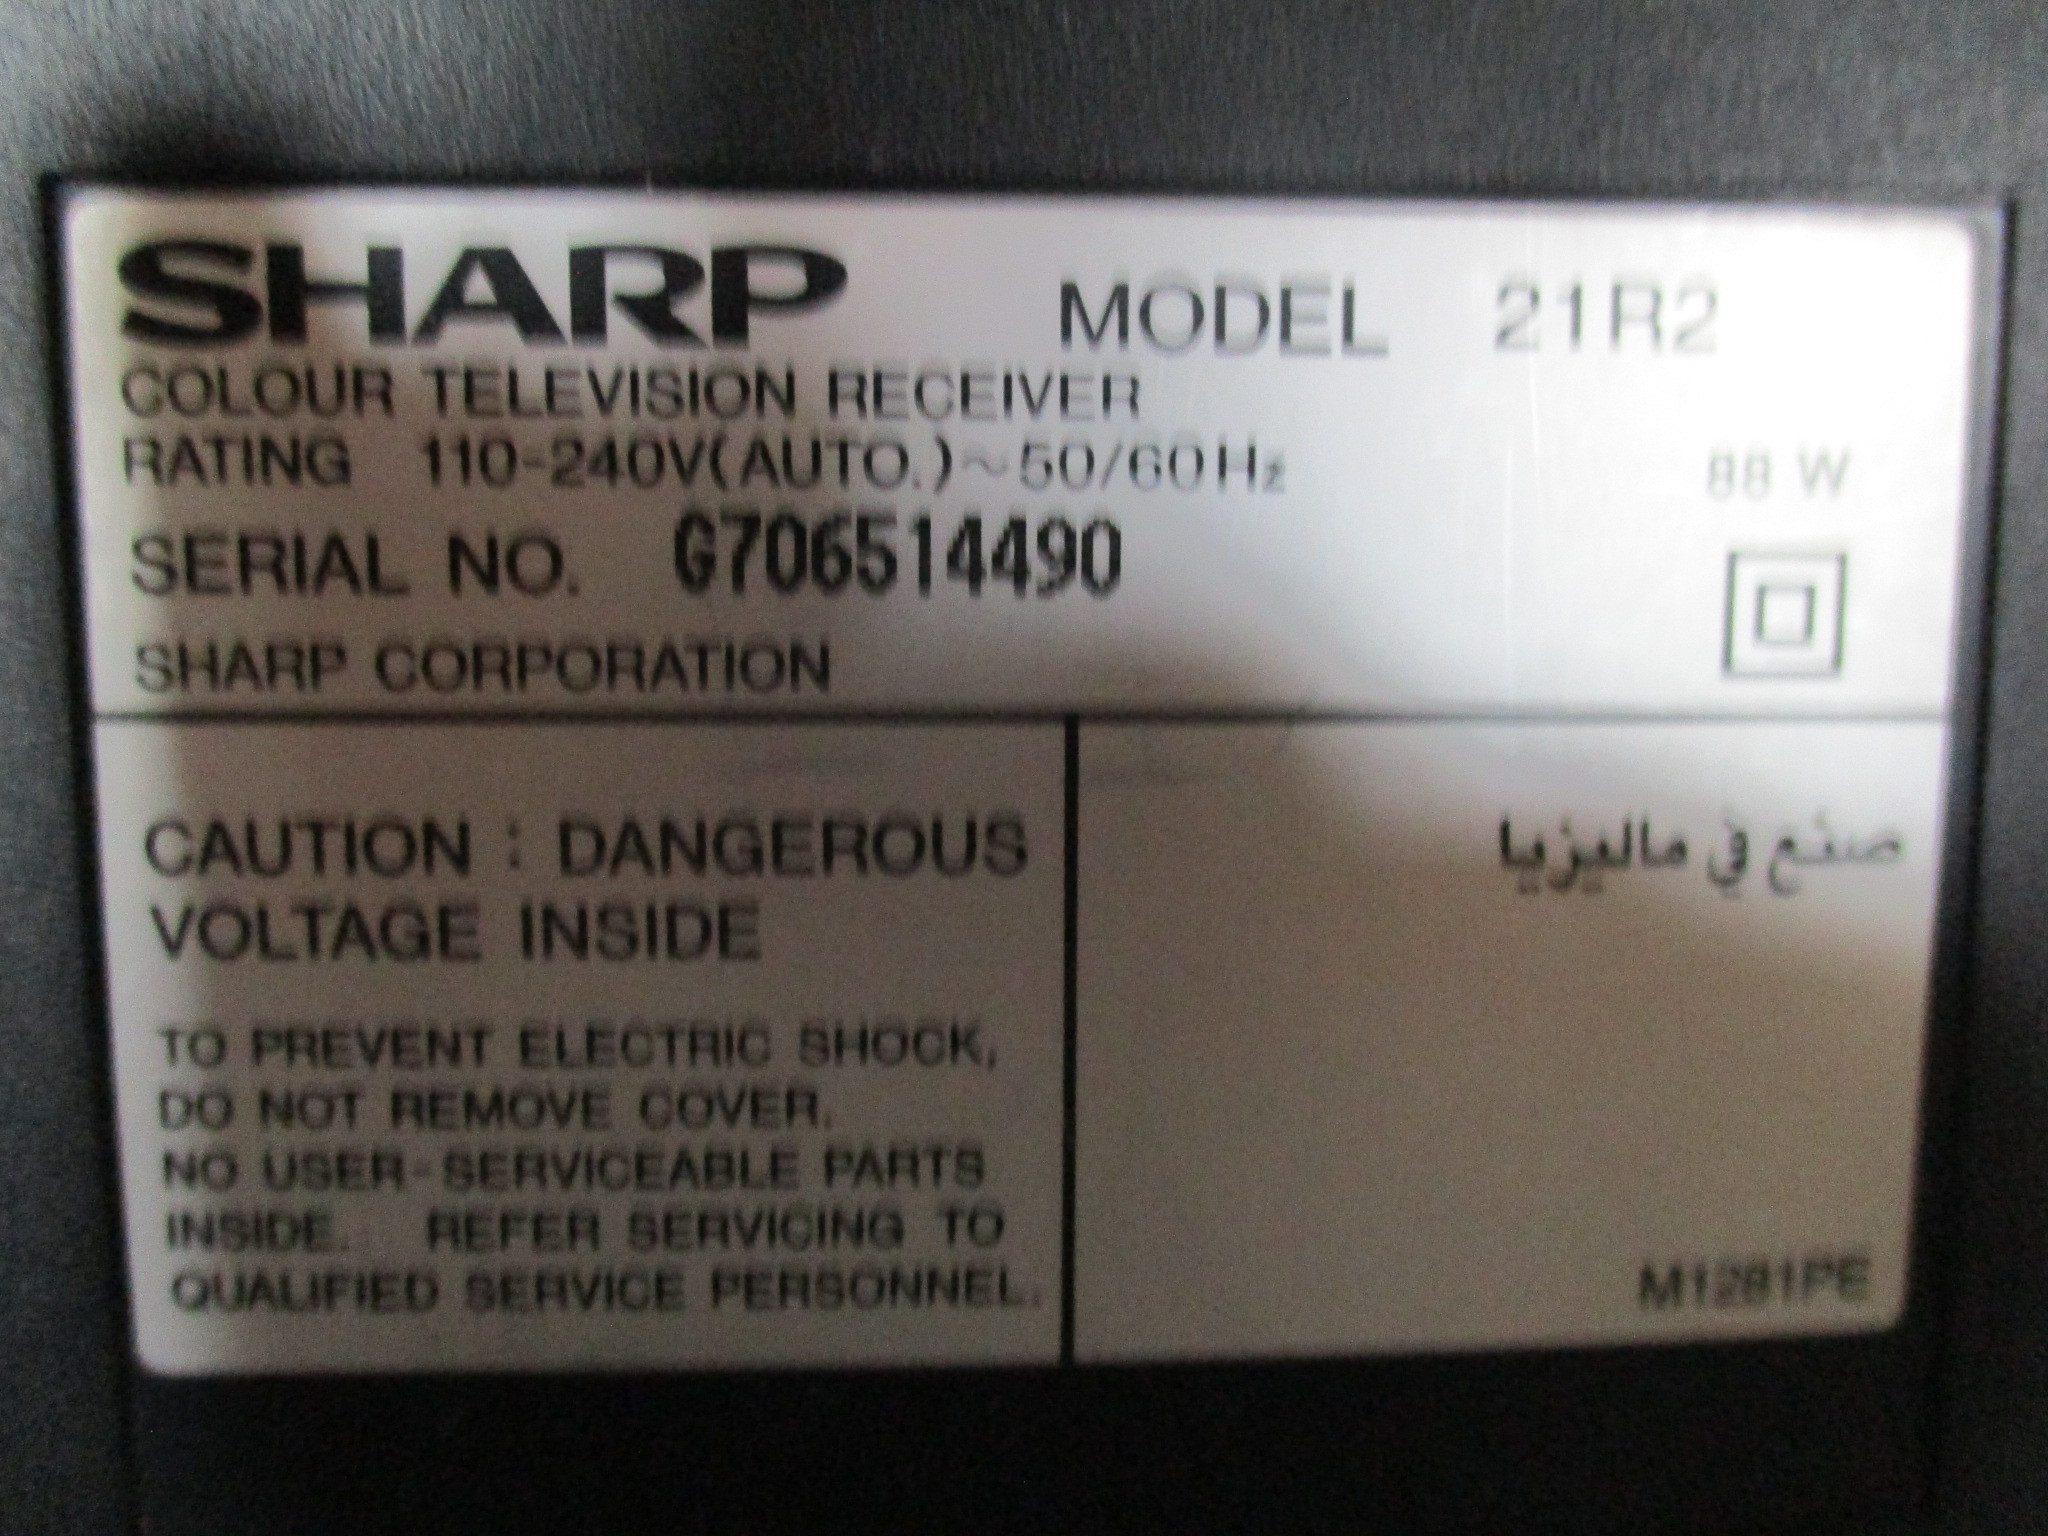 SHARP MODEL 21R2
COLOUR TELEVISION RECEIVER
RATING 110-240V(AUTO.)~50/60Hz 88 W
SERIAL NO. G706514490
SHARP CORPORATION
CAUTION : DANGEROUS
VOLTAGE INSIDE
TO PREVENT ELECTRIC SHOCK,
DO NOT REMOVE COVER.
NO USER-SERVICEABLE PARTS
INSIDE. REFER SERVICING TO
QUALIFIED SERVICE PERSONNEL.
صنع في ماليزيا
M1281PE